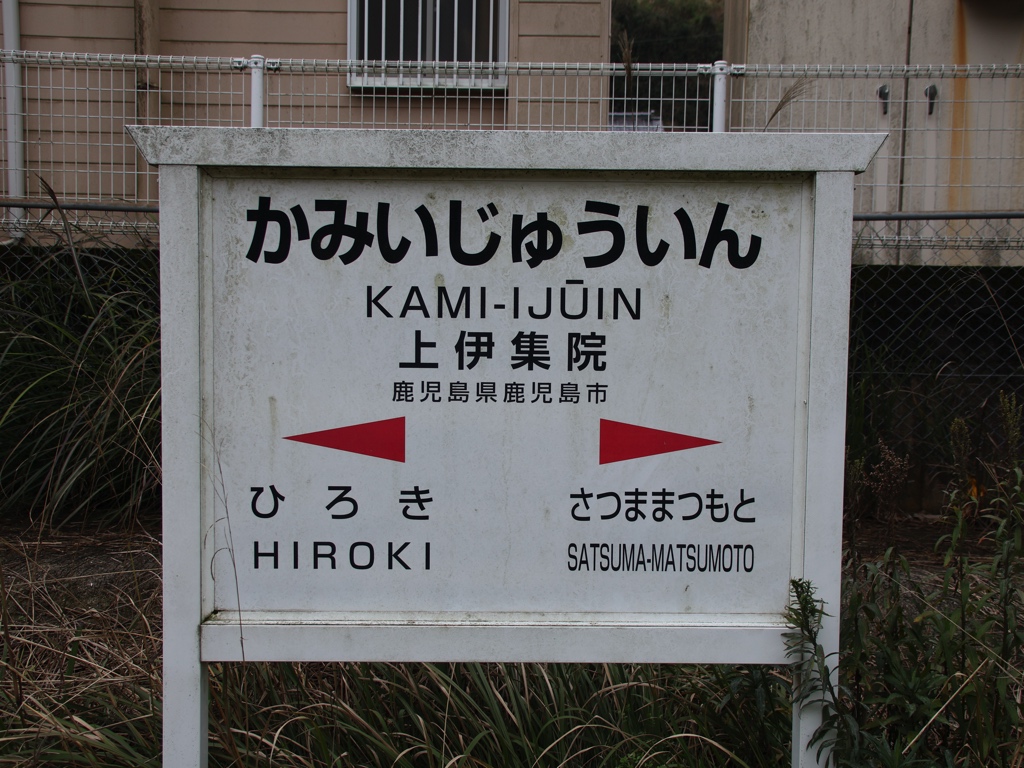 かみいじゅういん
KAMI-IJŪIN
上伊集院
鹿児島県鹿児島市
ひろき さつままつもと
HIROKI SATSUMA-MATSUMOTO